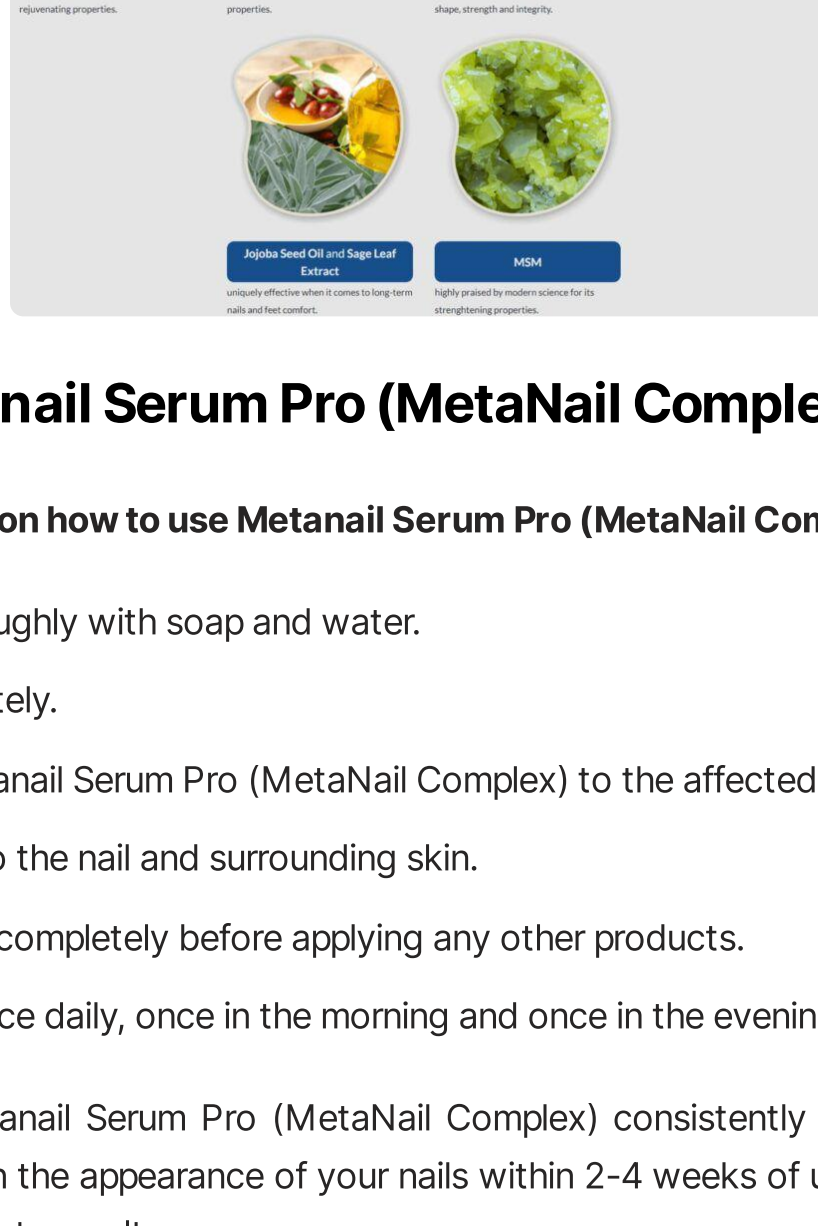 rejuvenating properties.
properties.
shape, strength and integrity.
Jojoba Seed Oil and Sage Leaf
Extract
MSM
uniquely effective when it comes to long-term
nails and feet comfort.
highly praised by modern science for its
strenghtening properties.
nail Serum Pro (MetaNail Comple
on how to use Metanail Serum Pro (MetaNail Com
ughly with soap and water.
tely.
anail Serum Pro (MetaNail Complex) to the affected
o the nail and surrounding skin.
completely before applying any other products.
ce daily, once in the morning and once in the evenin
anail Serum Pro (MetaNail Complex) consistently
n the appearance of your nails within 2-4 weeks of u